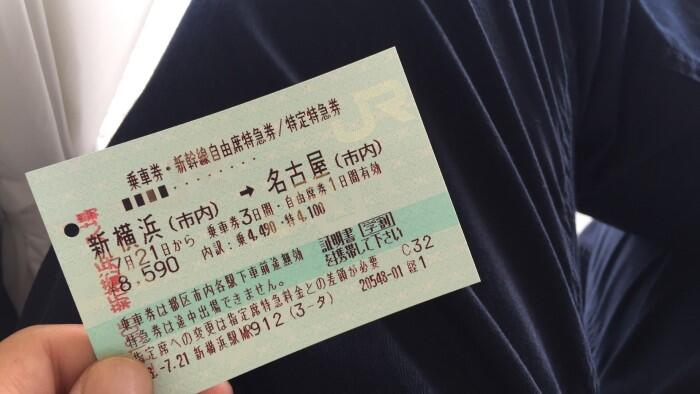 乗車券・新幹線自由席特急券/特定特急券
新横浜(市内) → 名古屋(市内)
7月21日から 乗車券3日間・自由席券1日間有効
¥8,590 内訳:乗4,490・特4,100
証明書 学割
を携帯して下さい
乗車券は都区市内各駅下車前途無効
特急券は途中出場できません。
指定席への変更は指定席特急料金との差額が必要
C32
-7.21 新横浜駅MR912 (3-タ) 20548-01 経1
JR